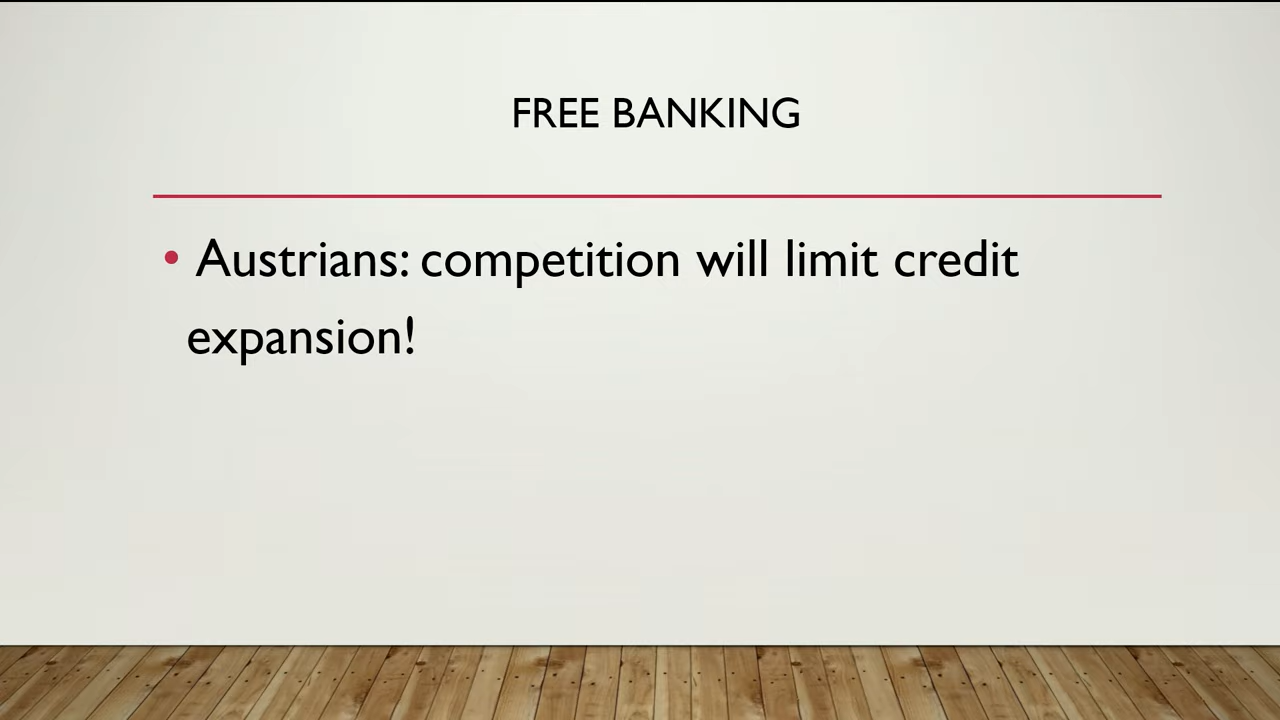 FREE BANKING
• Austrians: competition will limit credit
expansion!